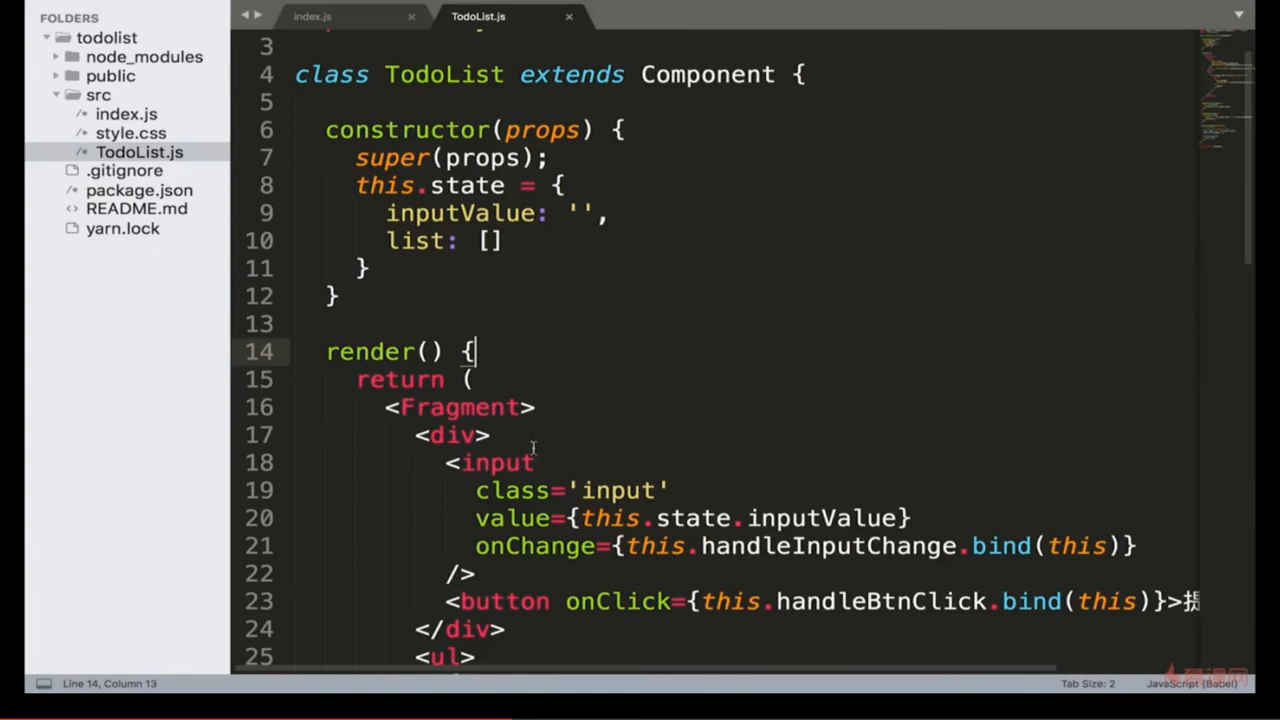 FOLDERS
todolist
node_modules
public
src
index.js
style.css
TodoList.js
.gitignore
package.json
README.md
yarn.lock
index.js
TodoList.js
3
4 class TodoList extends Component {
5
6 constructor(props) {
7 super(props);
8 this.state = {
9 inputValue: '',
10 list: []
11 }
12 }
13
14 render() {
15 return (
16 <Fragment>
17 <div>
18 <input
19 class='input'
20 value={this.state.inputValue}
21 onChange={this.handleInputChange.bind(this)}
22 />
23 <button onClick={this.handleBtnClick.bind(this)}>提
24 </div>
25 <ul>
Line 14, Column 13
Tab Size: 2
JavaScript (Babel)
慕课网